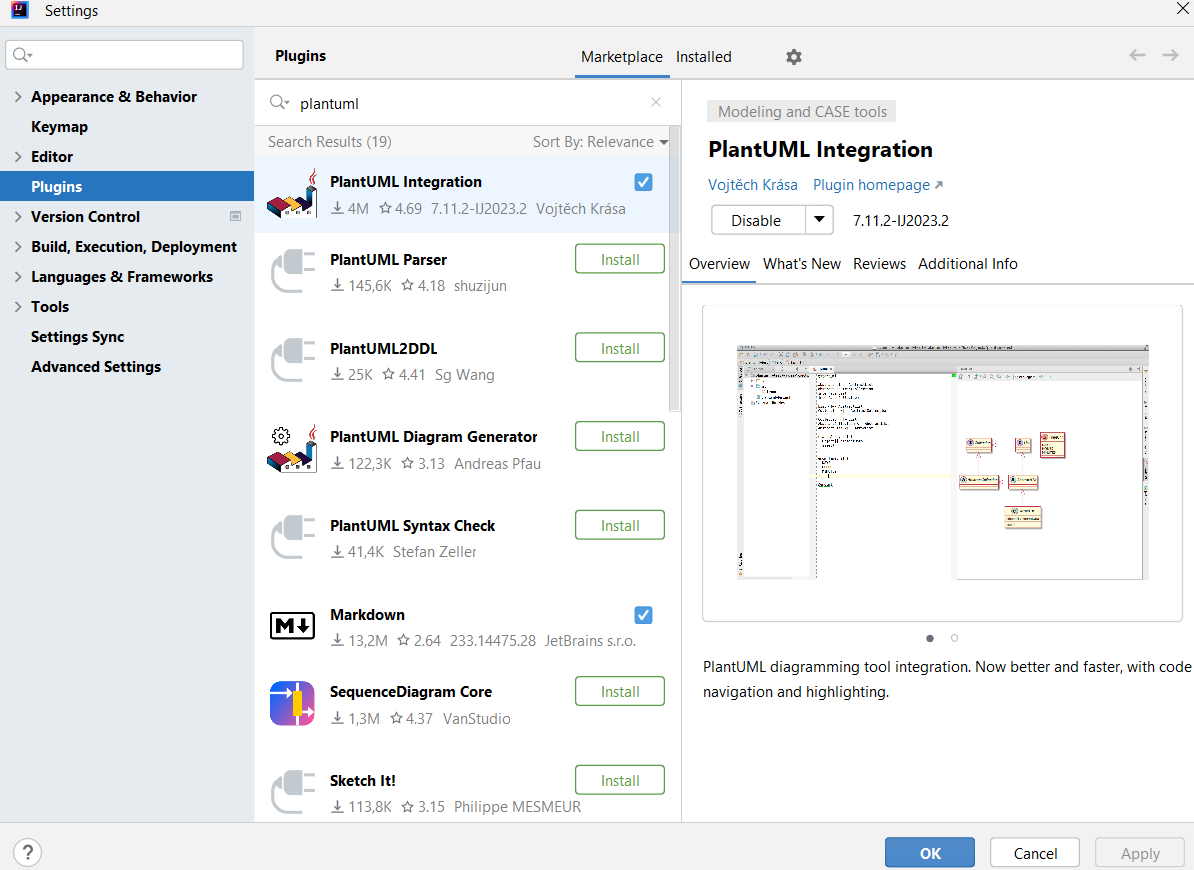 Settings
Plugins
Marketplace
Installed
Appearance & Behavior
Keymap
Editor
Plugins
Version Control
Build, Execution, Deployment
Languages & Frameworks
Tools
Settings Sync
Advanced Settings
plantuml
Search Results (19)
Sort By: Relevance
PlantUML Integration
4M 4.69 7.11.2-IJ2023.2 Vojtěch Krása
PlantUML Parser
Install
145,6K 4.18 shuzijun
PlantUML2DDL
Install
25K 4.41 Sg Wang
PlantUML Diagram Generator
Install
122,3K 3.13 Andreas Pfau
PlantUML Syntax Check
Install
41,4K Stefan Zeller
Markdown
13,2M 2.64 233.14475.28 JetBrains s.r.o.
SequenceDiagram Core
Install
1,3M 4.37 VanStudio
Sketch It!
Install
113,8K 3.15 Philippe MESMEUR
Modeling and CASE tools
PlantUML Integration
Vojtěch Krása Plugin homepage
Disable
7.11.2-IJ2023.2
Overview What's New Reviews Additional Info
PlantUML diagramming tool integration. Now better and faster, with code
navigation and highlighting.
?
OK
Cancel
Apply